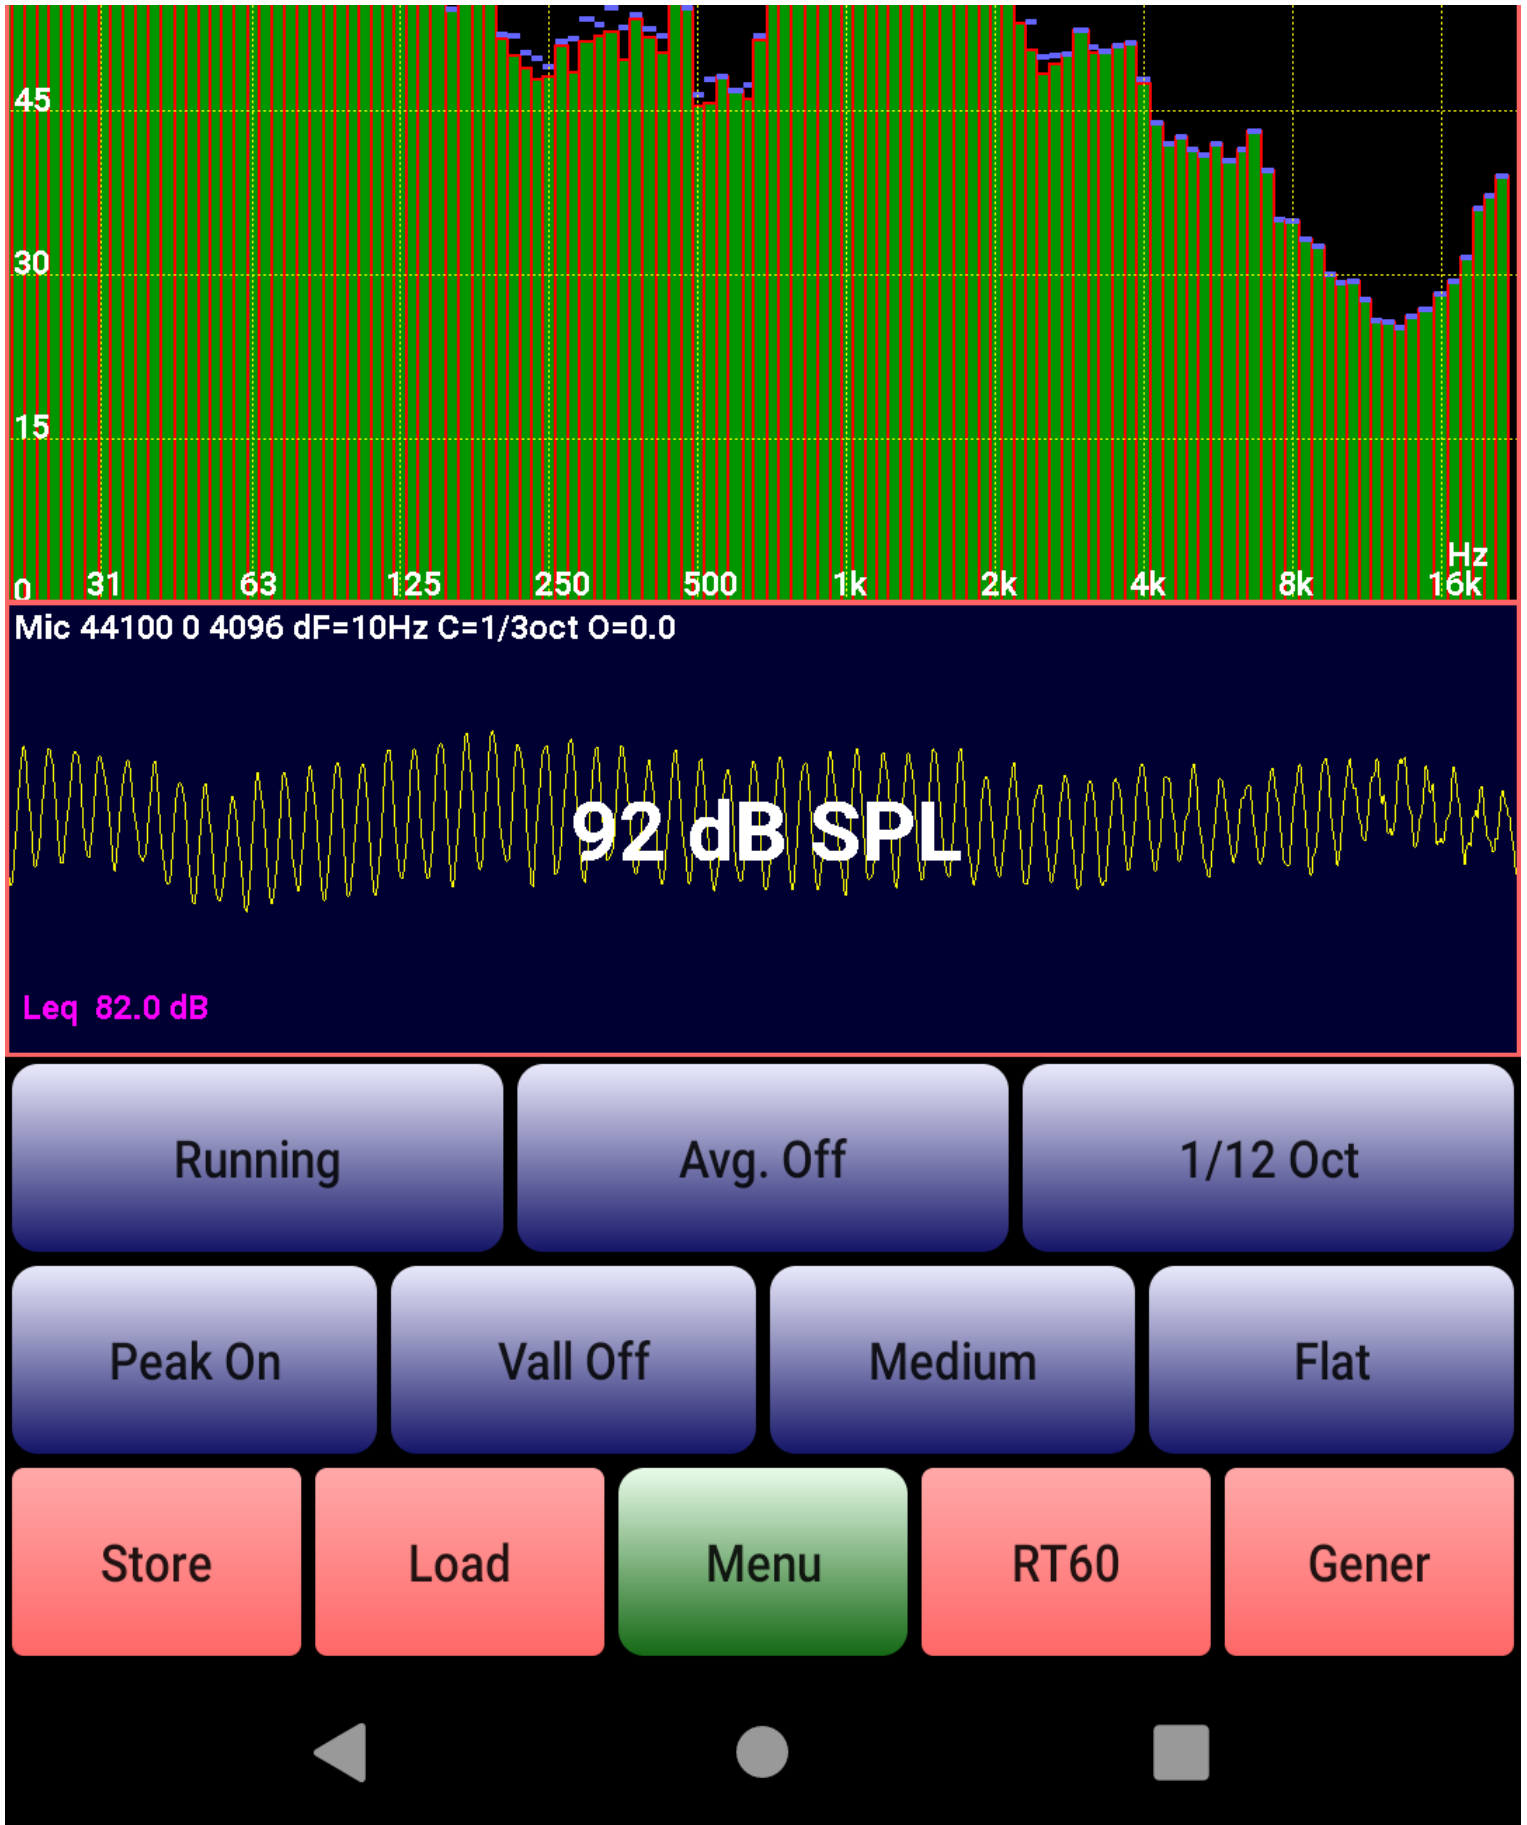 45
30
15
Hz
0 31 63 125 250 500 1k 2k 4k 8k 16k
Mic 44100 0 4096 dF=10Hz C=1/3oct O=0.0
92 dB SPL
Leq 82.0 dB
Running Avg. Off 1/12 Oct
Peak On Vall Off Medium Flat
Store Load Menu RT60 Gener